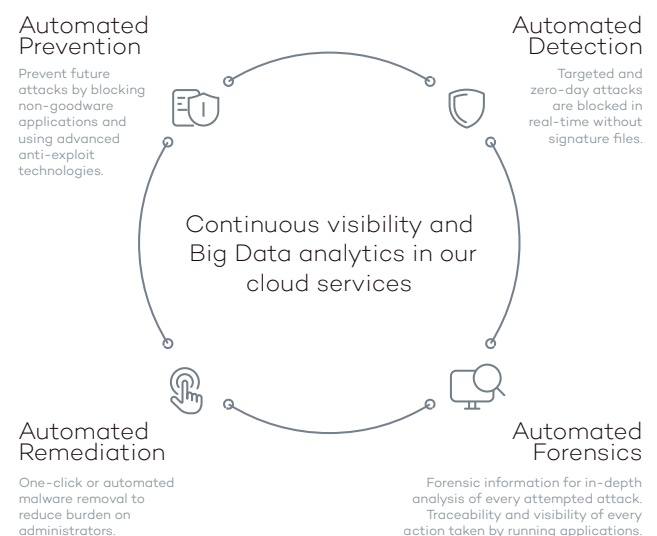 Automated
Prevention
Prevent future
attacks by blocking
non-goodware
applications and
using advanced
anti-exploit
technologies.
Automated
Detection
Targeted and
zero-day attacks
are blocked in
real-time without
signature files.
Continuous visibility and
Big Data analytics in our
cloud services
Automated
Remediation
One-click or automated
malware removal to
reduce burden on
administrators.
Automated
Forensics
Forensic information for in-depth
analysis of every attempted attack.
Traceability and visibility of every
action taken by running applications.